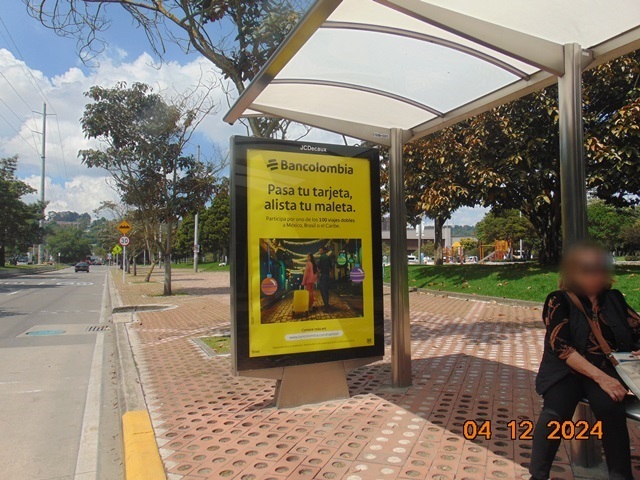 JCDecaux
Bancolombia
Pasa tu tarjeta,
alista tu maleta.
Participa por uno de los 100 viajes dobles
a México, Brasil o el Caribe.
04 12 2024